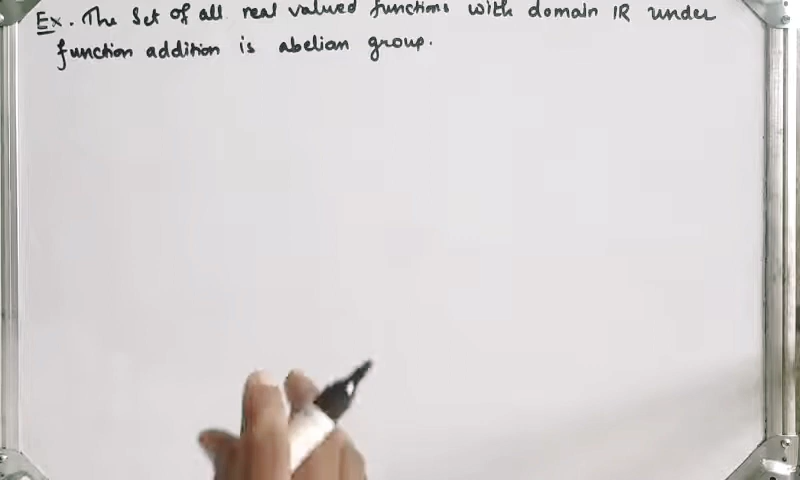 Ex. The set of all real valued functions with domain IR under
function addition is abelian group.